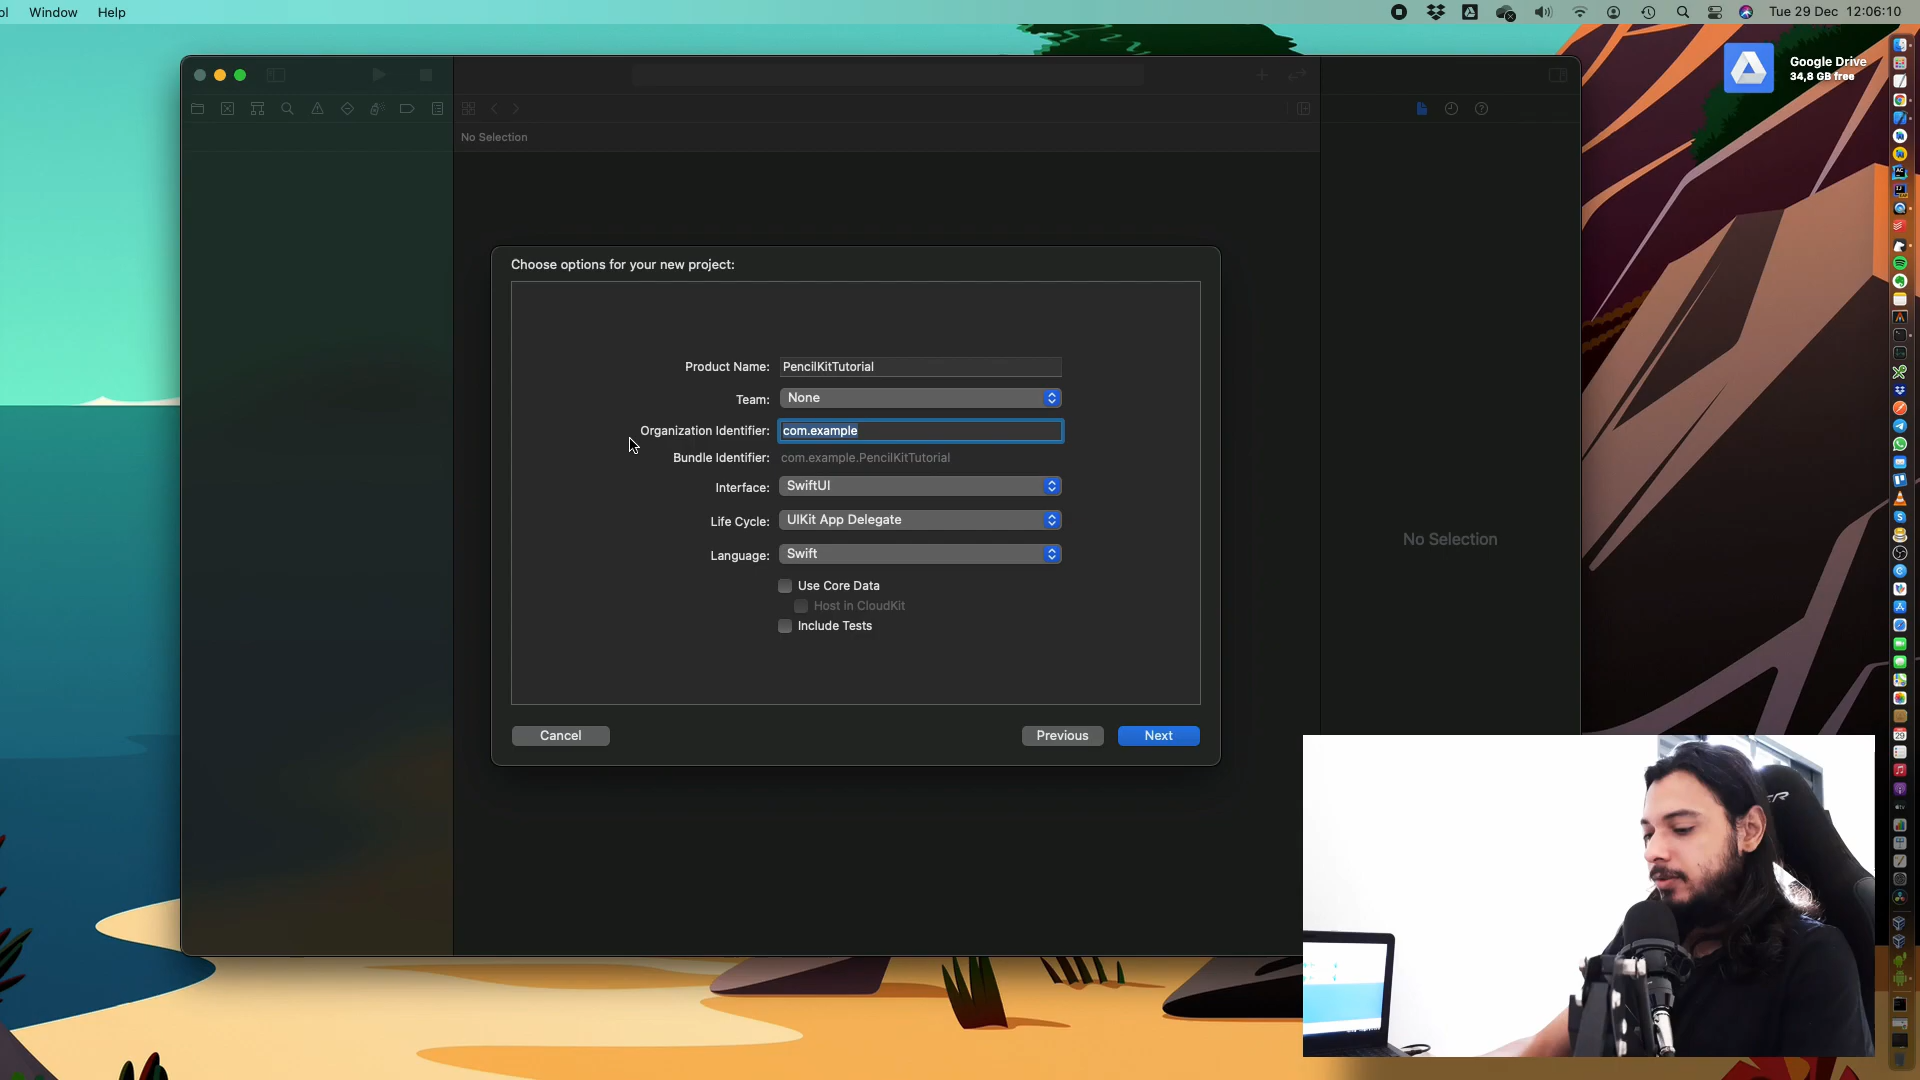 ol Window Help
Tue 29 Dec 12:06:10
Google Drive
34,8 GB free
No Selection
Choose options for your new project:
Product Name: PencilKitTutorial
Team: None
Organization Identifier: com.example
Bundle Identifier: com.example.PencilKitTutorial
Interface: SwiftUI
Life Cycle: UIKit App Delegate
Language: Swift
Use Core Data
Host in CloudKit
Include Tests
No Selection
Cancel
Previous
Next